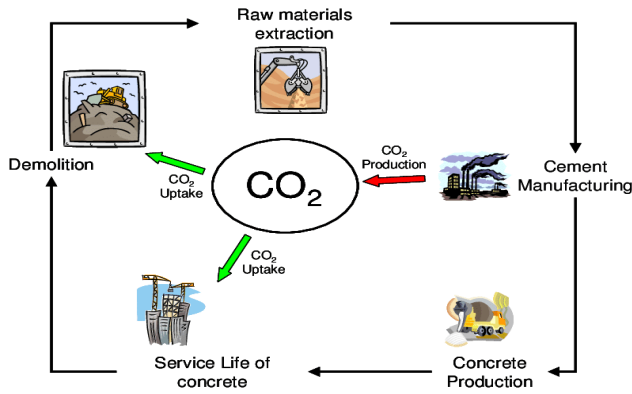 Raw materials
extraction
CO₂
Production
Demolition
CO₂
Uptake
CO₂
Cement
Manufacturing
CO₂
Uptake
Service Life of
concrete
Concrete
Production